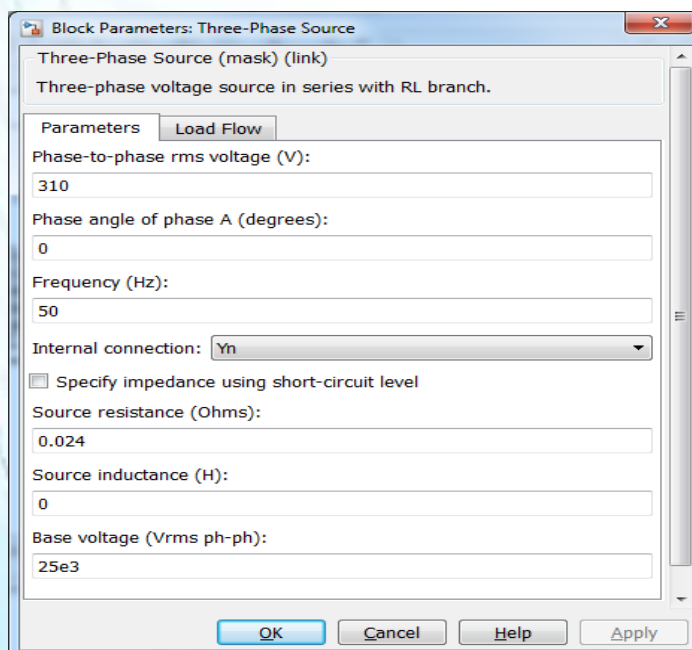 Block Parameters: Three-Phase Source
Three-Phase Source (mask) (link)
Three-phase voltage source in series with RL branch.
Parameters Load Flow
Phase-to-phase rms voltage (V):
310
Phase angle of phase A (degrees):
0
Frequency (Hz):
50
Internal connection: Yn
Specify impedance using short-circuit level
Source resistance (Ohms):
0.024
Source inductance (H):
0
Base voltage (Vrms ph-ph):
25e3
OK Cancel Help Apply